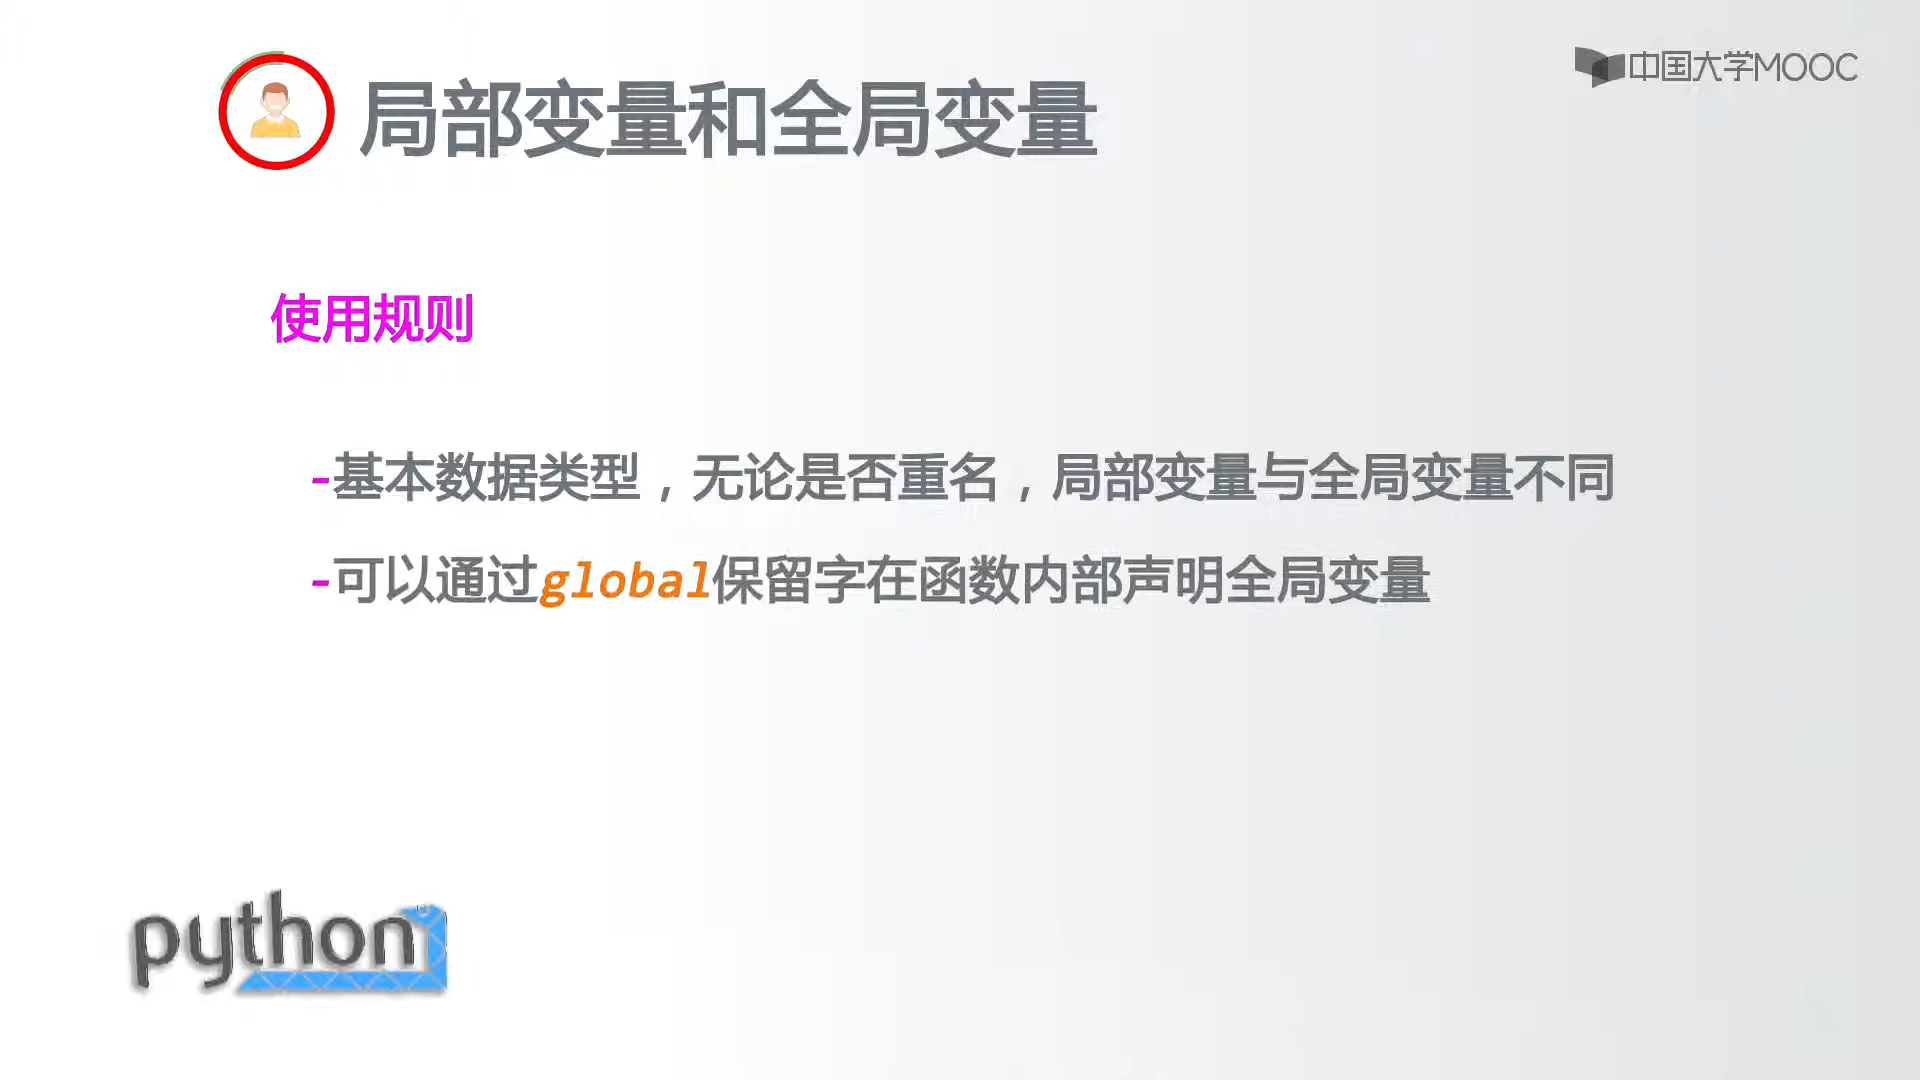 中国大学MOOC
局部变量和全局变量
使用规则
-基本数据类型，无论是否重名，局部变量与全局变量不同
-可以通过global保留字在函数内部声明全局变量
python